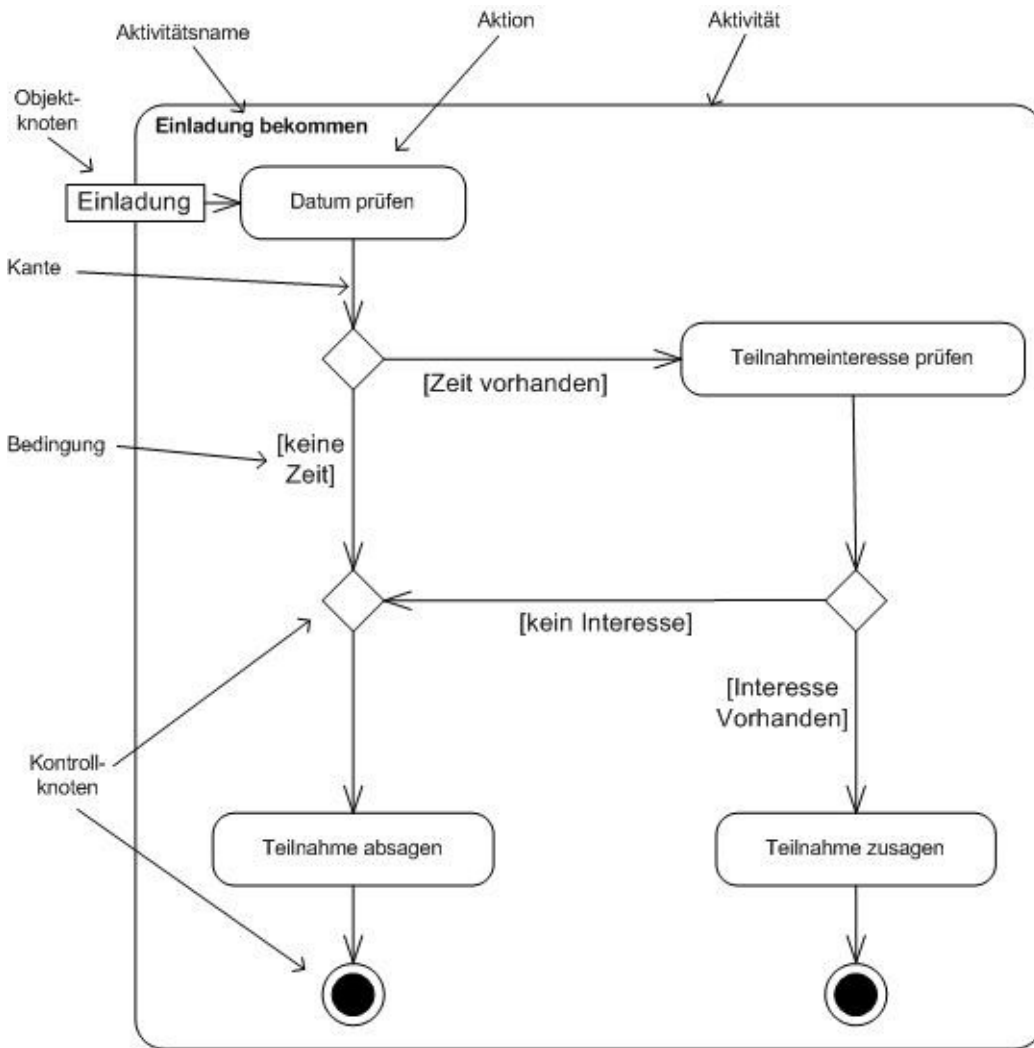 Aktivitätsname
Aktion
Aktivität
Objekt-
knoten
Einladung bekommen
Einladung
Datum prüfen
Kante
Teilnahmeinteresse prüfen
[Zeit vorhanden]
Bedingung
[keine
Zeit]
[kein Interesse]
[Interesse
Vorhanden]
Kontroll-
knoten
Teilnahme absagen
Teilnahme zusagen